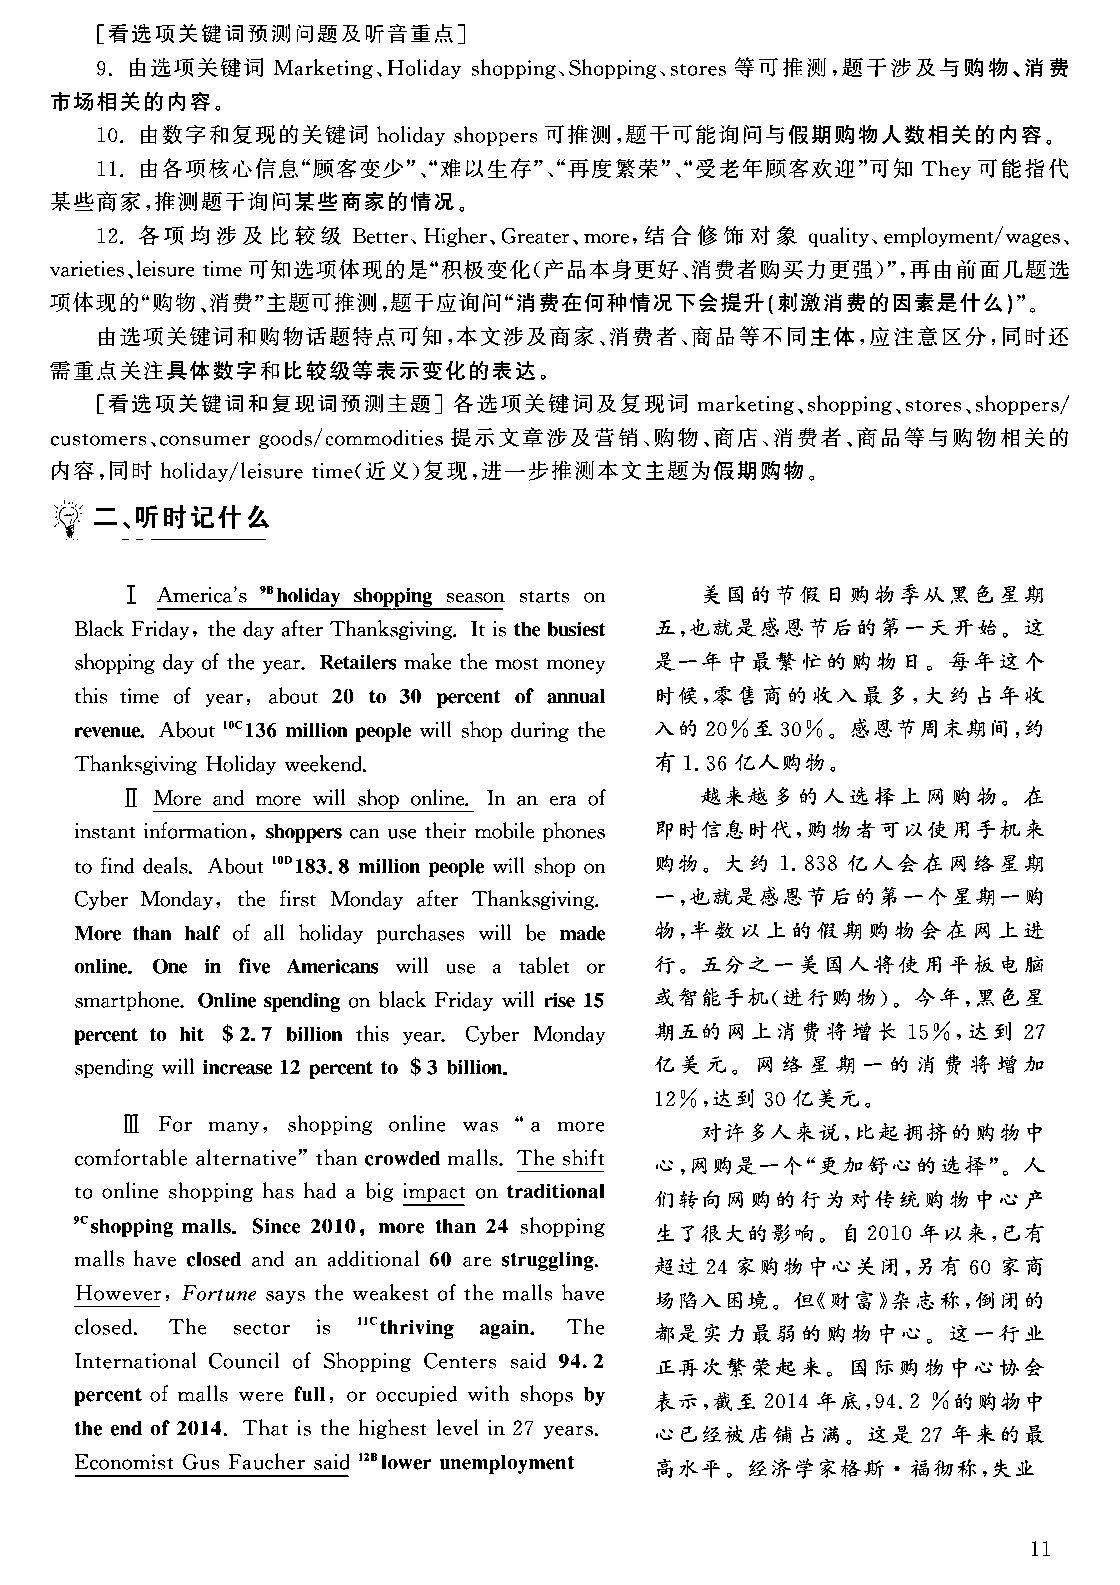 [看选项关键词预测问题及听音重点]
9. 由选项关键词 Marketing、Holiday shopping、Shopping、stores 等可推测,题干涉及与购物、消费
市场相关的内容。
10. 由数字和复现的关键词 holiday shoppers 可推测,题干可能询问与假期购物人数相关的内容。
11. 由各项核心信息“顾客变少”、“难以生存”、“再度繁荣”、“受老年顾客欢迎”可知 They 可能指代
某些商家,推测题干询问某些商家的情况。
12. 各项均涉及比较级 Better、Higher、Greater、more,结合修饰对象 quality、employment/wages、
varieties、leisure time 可知选项体现的是“积极变化(产品本身更好、消费者购买力更强)”,再由前面几题选
项体现的“购物、消费”主题可推测,题干应询问“消费在何种情况下会提升(刺激消费的因素是什么)”。
由选项关键词和购物话题特点可知,本文涉及商家、消费者、商品等不同主体,应注意区分,同时还
需重点关注具体数字和比较级等表示变化的表达。
[看选项关键词和复现词预测主题] 各选项关键词及复现词 marketing、shopping、stores、shoppers/
customers、consumer goods/commodities 提示文章涉及营销、购物、商店、消费者、商品等与购物相关的
内容,同时 holiday/leisure time(近义)复现,进一步推测本文主题为假期购物。
二、听时记什么
Ⅰ America's 9Bholiday shopping season starts on
Black Friday, the day after Thanksgiving. It is the busiest
shopping day of the year. Retailers make the most money
this time of year, about 20 to 30 percent of annual
revenue. About 10C136 million people will shop during the
Thanksgiving Holiday weekend.
Ⅱ More and more will shop online. In an era of
instant information, shoppers can use their mobile phones
to find deals. About 10D183.8 million people will shop on
Cyber Monday, the first Monday after Thanksgiving.
More than half of all holiday purchases will be made
online. One in five Americans will use a tablet or
smartphone. Online spending on black Friday will rise 15
percent to hit $2.7 billion this year. Cyber Monday
spending will increase 12 percent to $3 billion.
Ⅲ For many, shopping online was “a more
comfortable alternative” than crowded malls. The shift
to online shopping has had a big impact on traditional
9Cshopping malls. Since 2010, more than 24 shopping
malls have closed and an additional 60 are struggling.
However, Fortune says the weakest of the malls have
closed. The sector is 11Cthriving again. The
International Council of Shopping Centers said 94.2
percent of malls were full, or occupied with shops by
the end of 2014. That is the highest level in 27 years.
Economist Gus Faucher said 12Blower unemployment
美国的节假日购物季从黑色星期
五,也就是感恩节后的第一天开始。这
是一年中最繁忙的购物日。每年这个
时候,零售商的收入最多,大约占年收
入的 20%至 30%。感恩节周末期间,约
有 1.36 亿人购物。
越来越多的人选择上网购物。在
即时信息时代,购物者可以使用手机来
购物。大约 1.838 亿人会在网络星期
一,也就是感恩节后的第一个星期一购
物,半数以上的假期购物会在网上进
行。五分之一美国人将使用平板电脑
或智能手机(进行购物)。今年,黑色星
期五的网上消费将增长 15%,达到 27
亿美元。网络星期一的消费将增加
12%,达到 30 亿美元。
对许多人来说,比起拥挤的购物中
心,网购是一个“更加舒心的选择”。人
们转向网购的行为对传统购物中心产
生了很大的影响。自 2010 年以来,已有
超过 24 家购物中心关闭,另有 60 家商
场陷入困境。但《财富》杂志称,倒闭的
都是实力最弱的购物中心。这一行业
正再次繁荣起来。国际购物中心协会
表示,截至 2014 年底,94.2 %的购物中
心已经被店铺占满。这是 27 年来的最
高水平。经济学家格斯·福彻称,失业
11